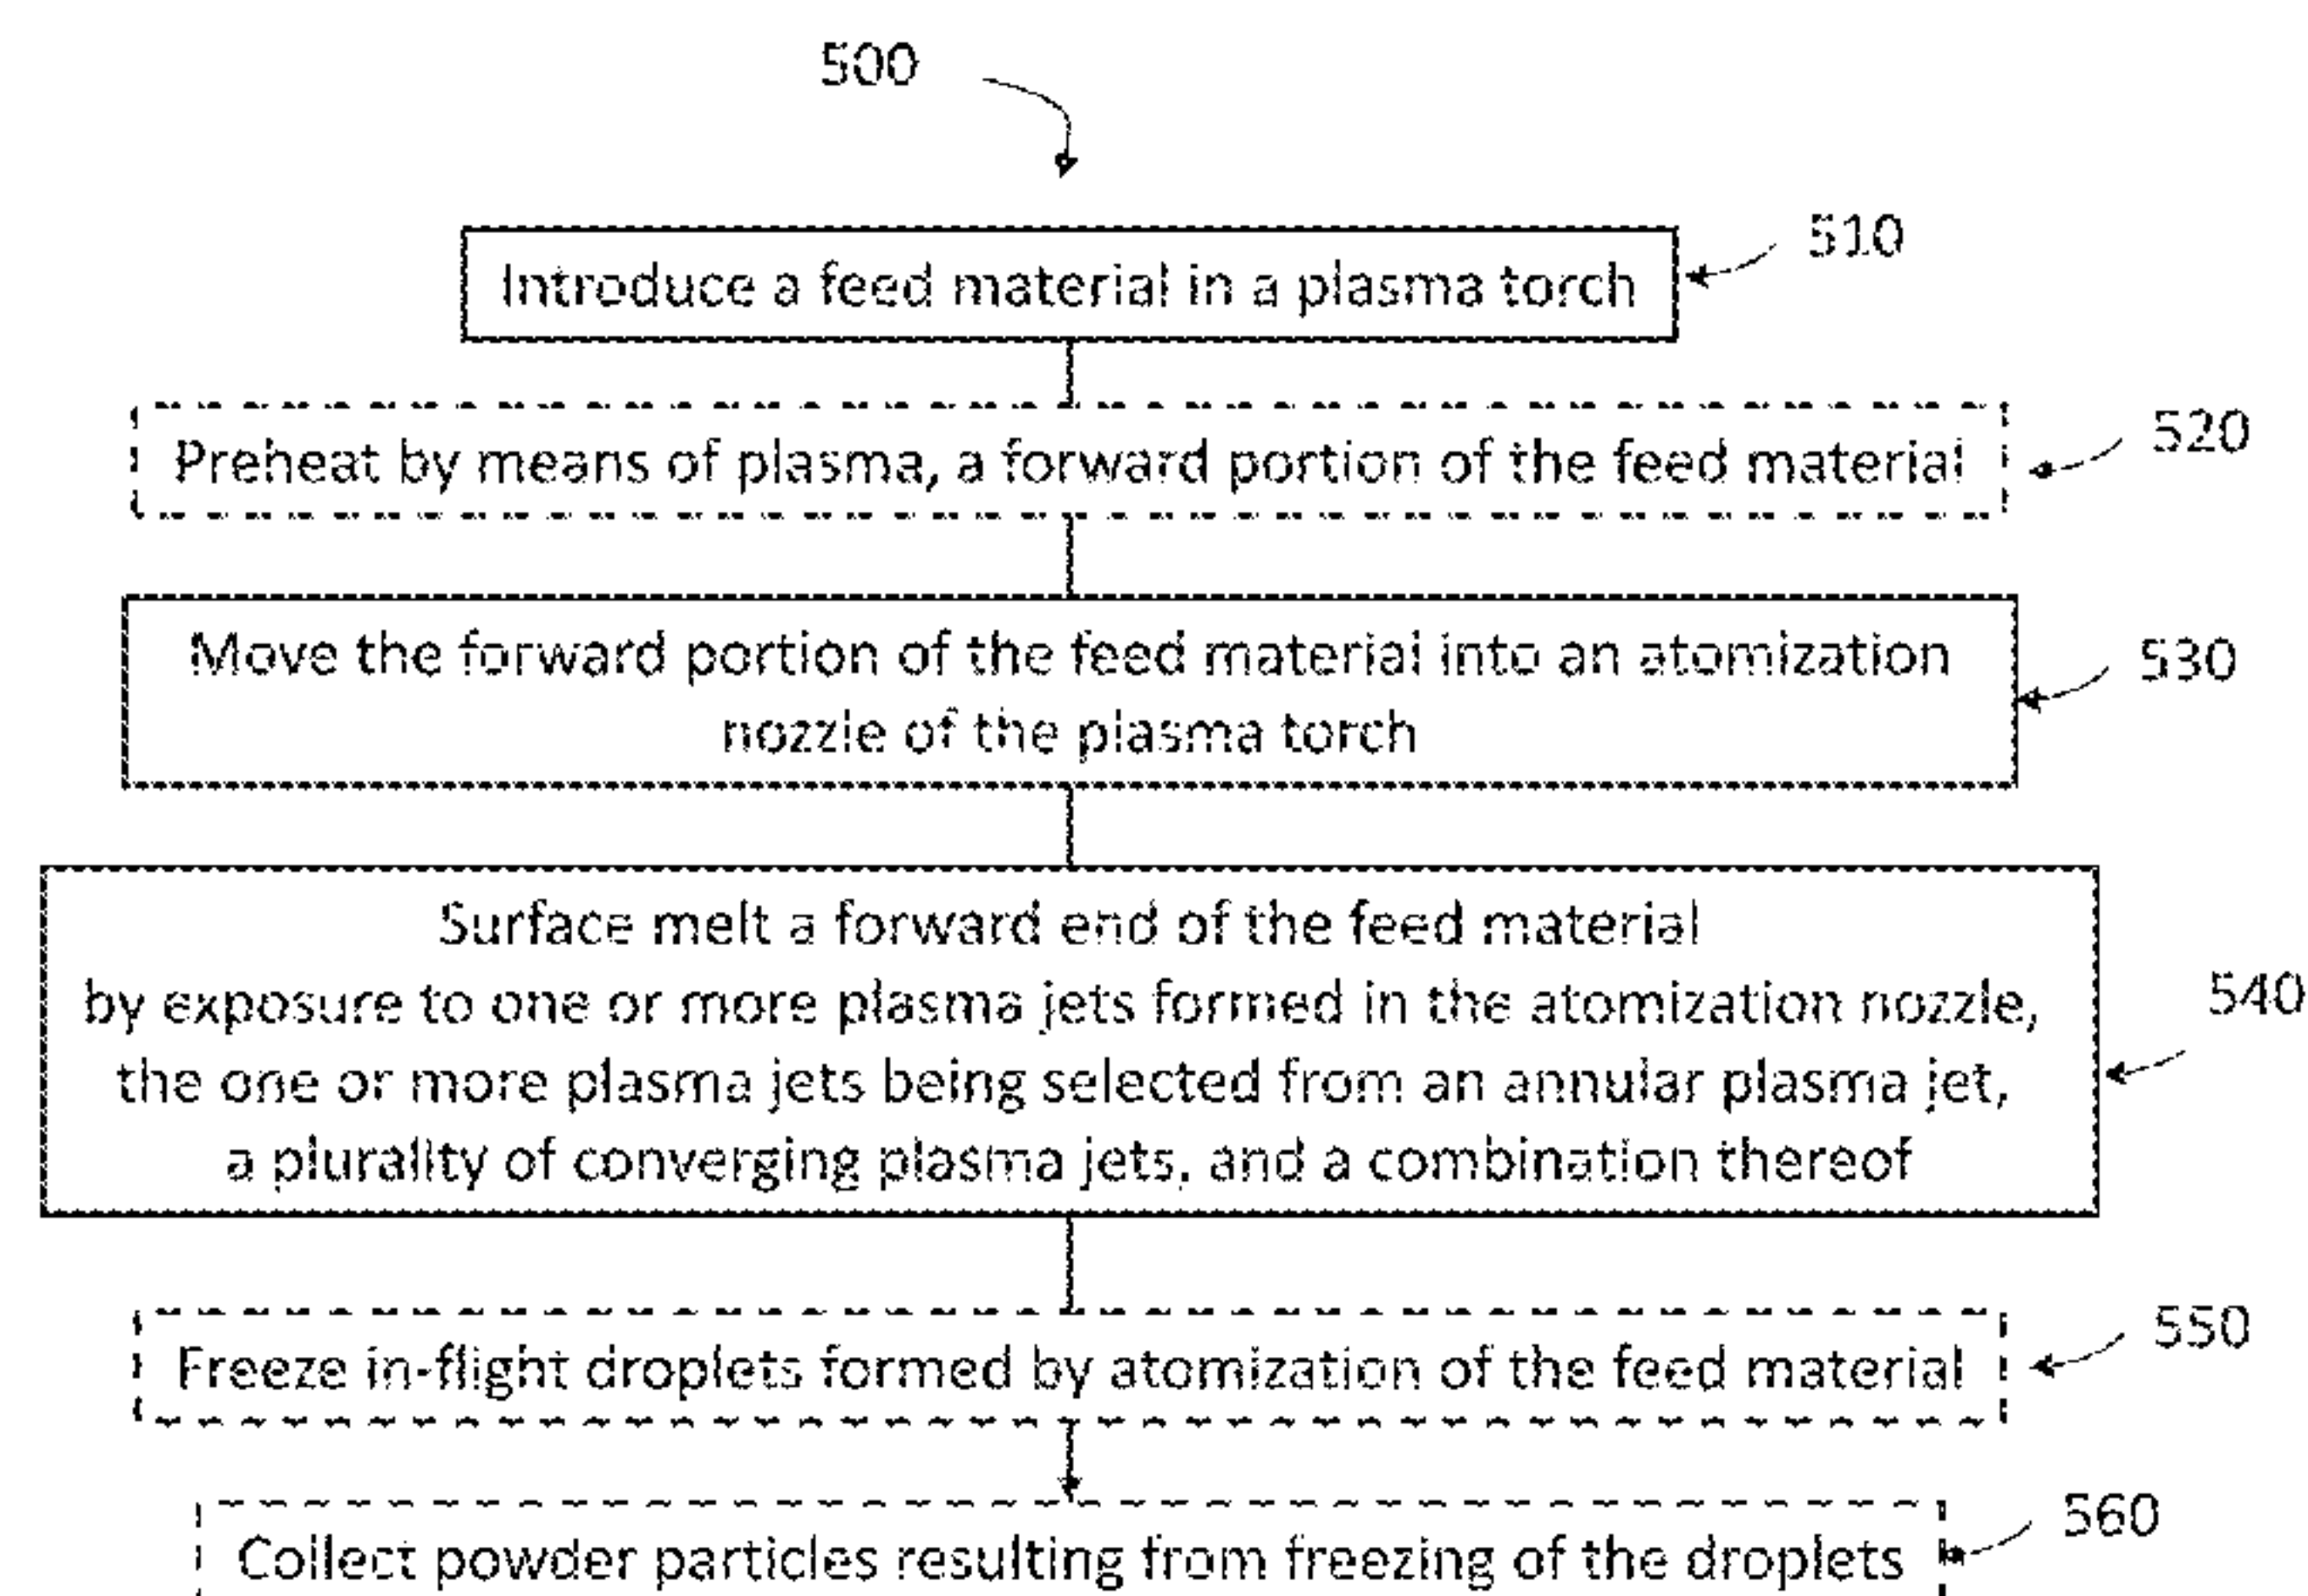 500
Introduce a feed material in a plasma torch
510
Preheat by means of plasma, a forward portion of the feed material
520
Move the forward portion of the feed material into an atomization
nozzle of the plasma torch
530
Surface melt a forward end of the feed material
by exposure to one or more plasma jets formed in the atomization nozzle,
the one or more plasma jets being selected from an annular plasma jet,
a plurality of converging plasma jets, and a combination thereof
540
Freeze in-flight droplets formed by atomization of the feed material
550
Collect powder particles resulting from freezing of the droplets
560